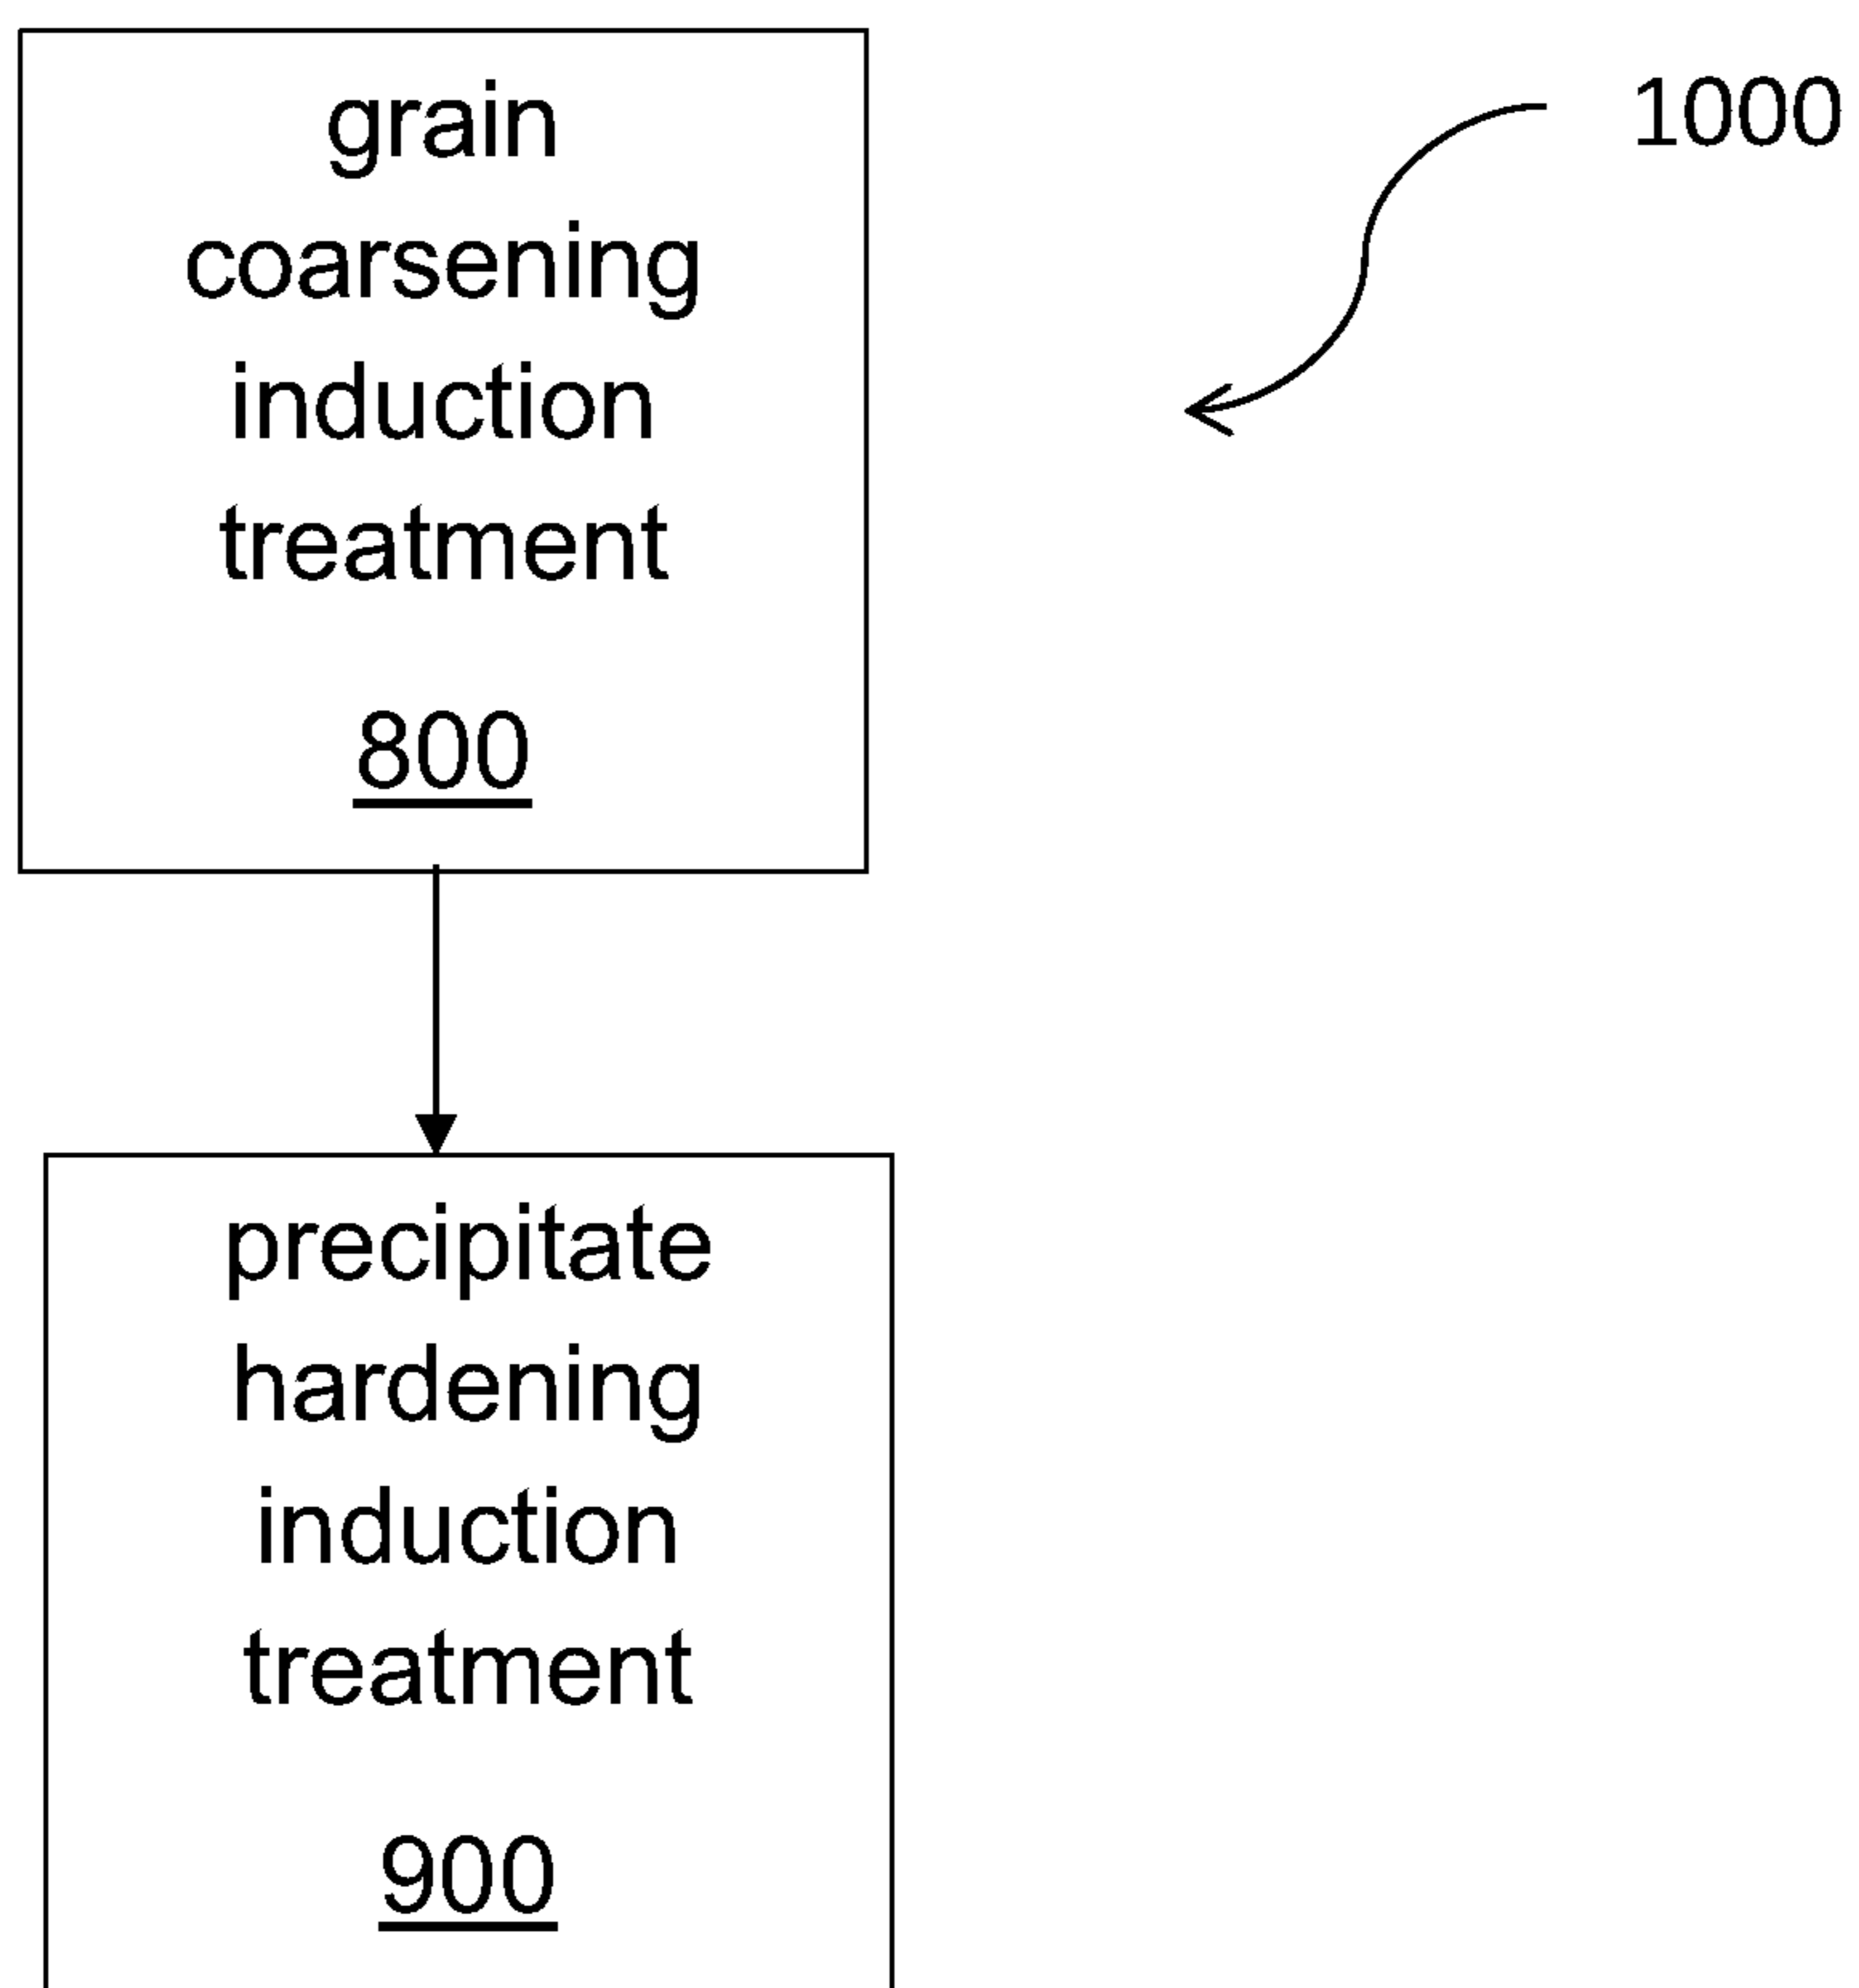 grain
coarsening
induction
treatment
800
1000
precipitate
hardening
induction
treatment
900